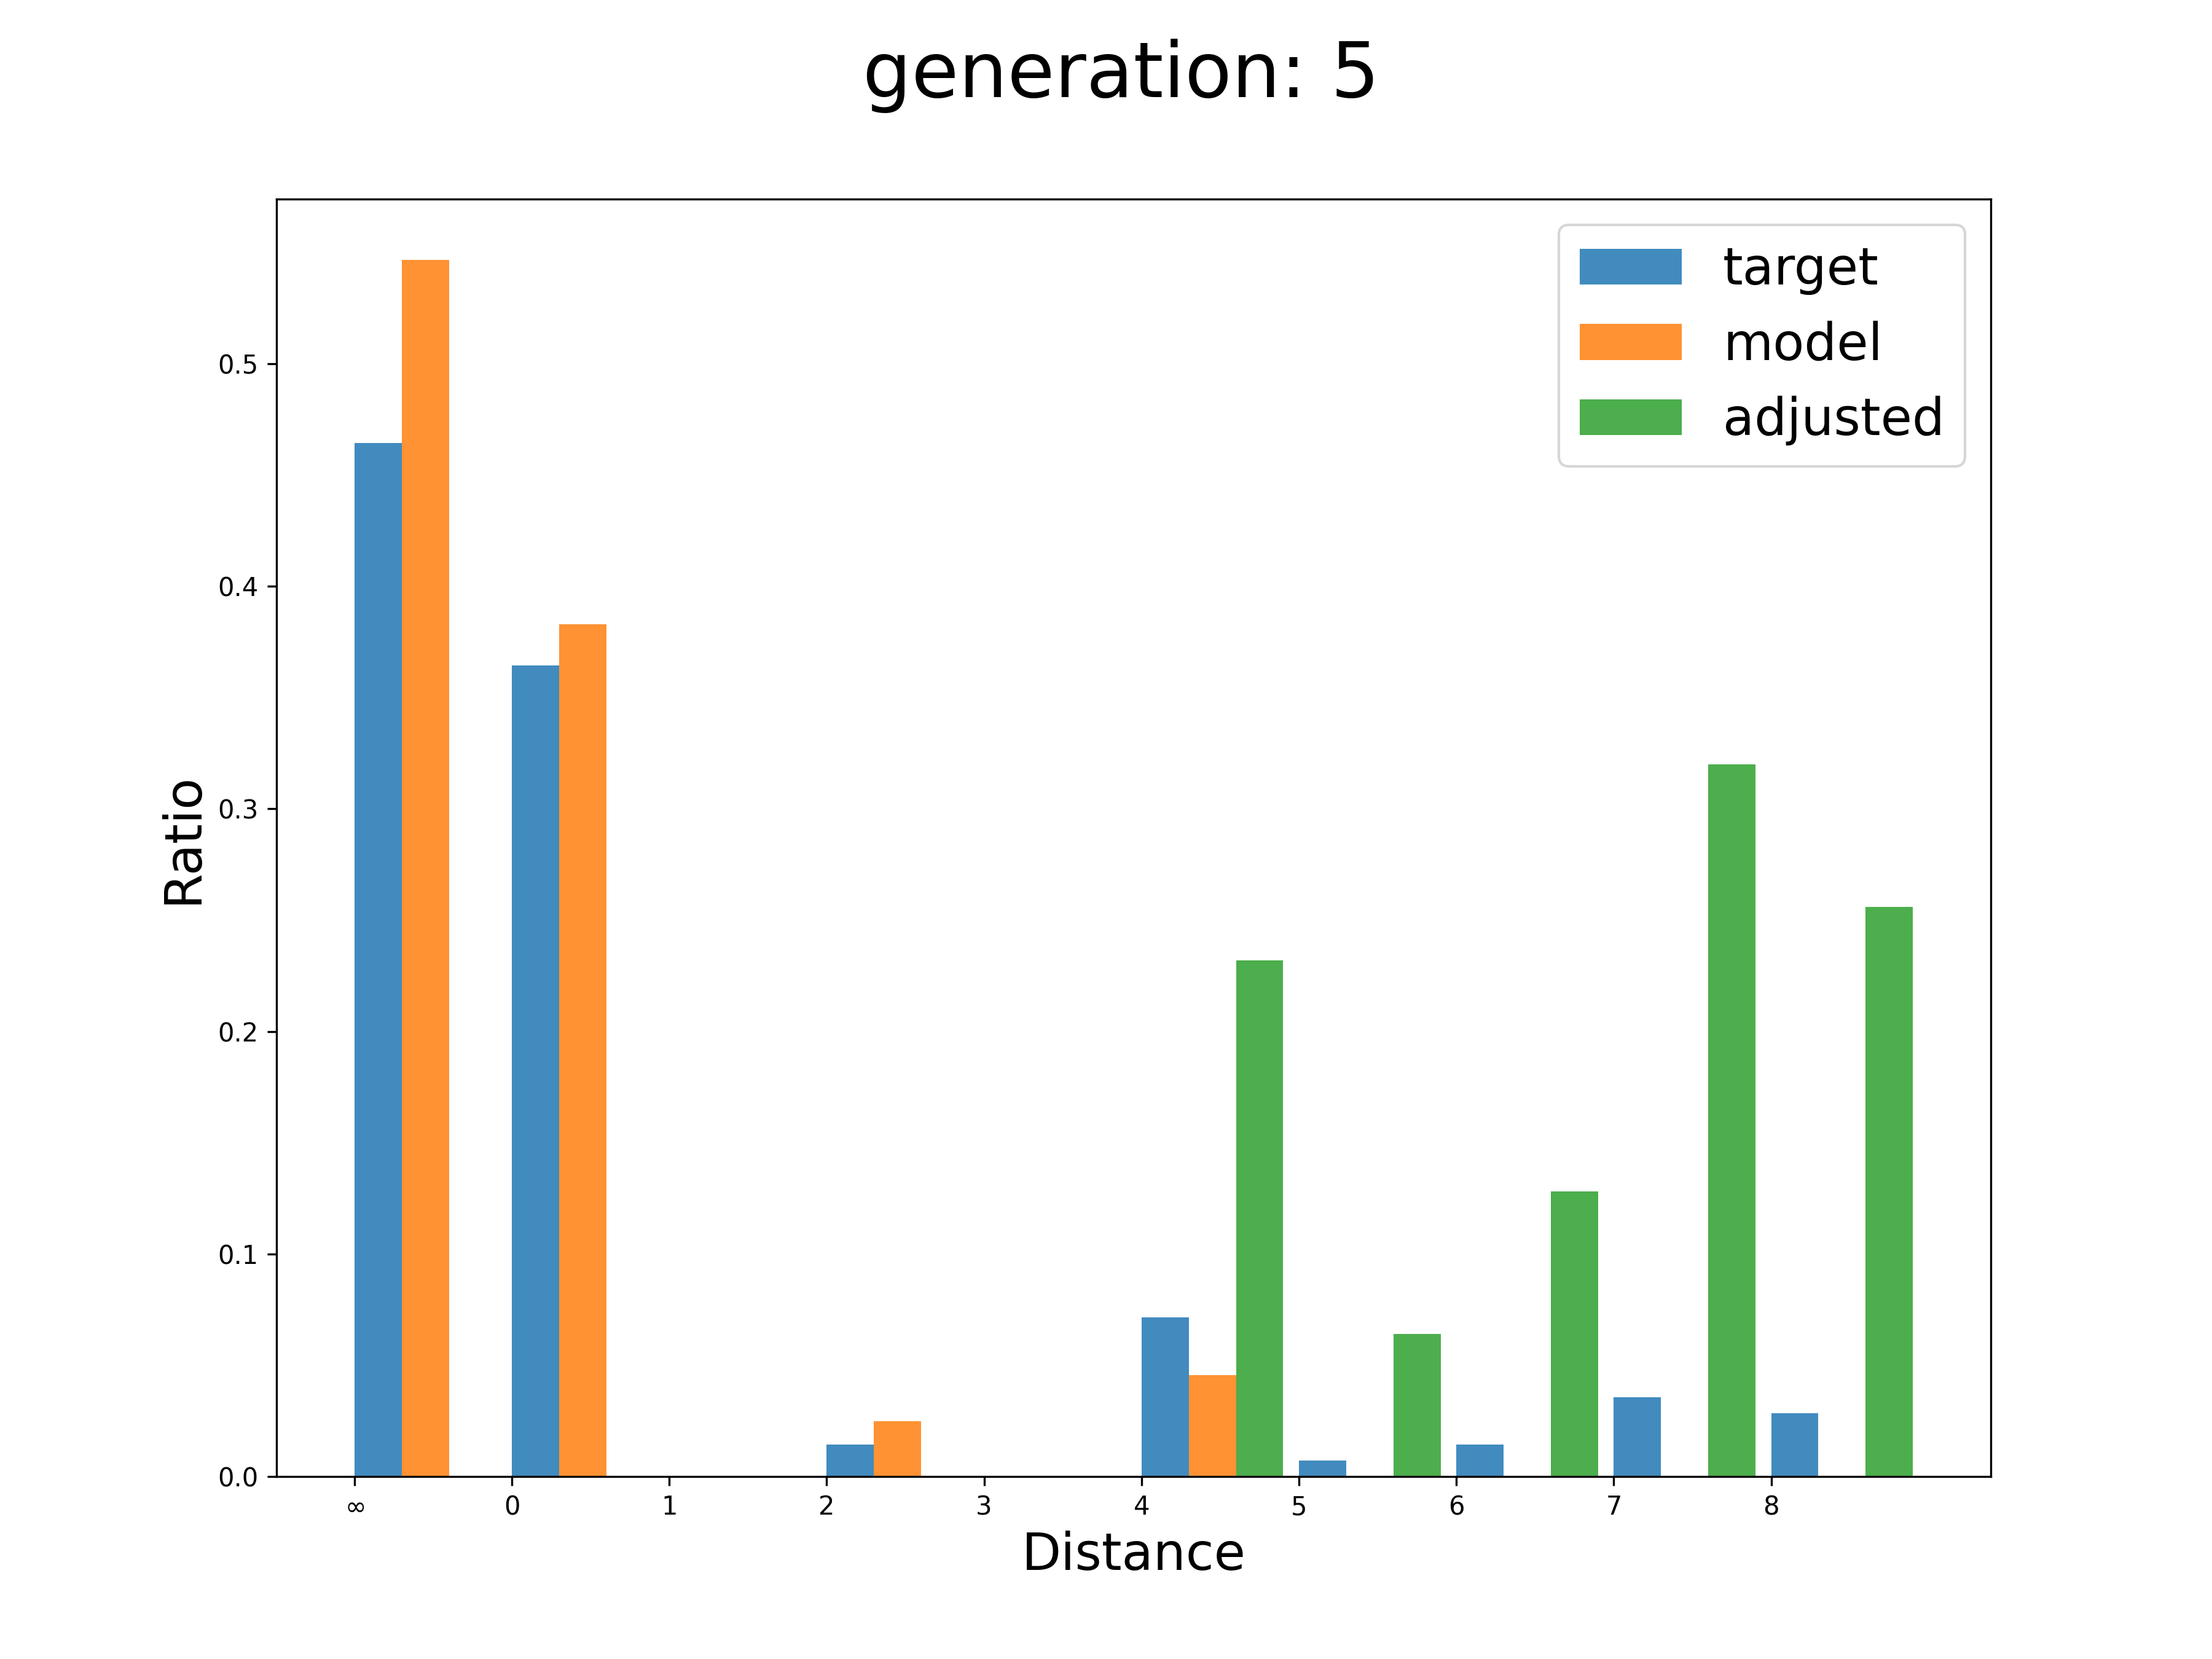 generation: 5
target
model
adjusted
0.5
0.4
0.3
0.2
0.1
0.0
Ratio
∞ 0 1 2 3 4 5 6 7 8
Distance